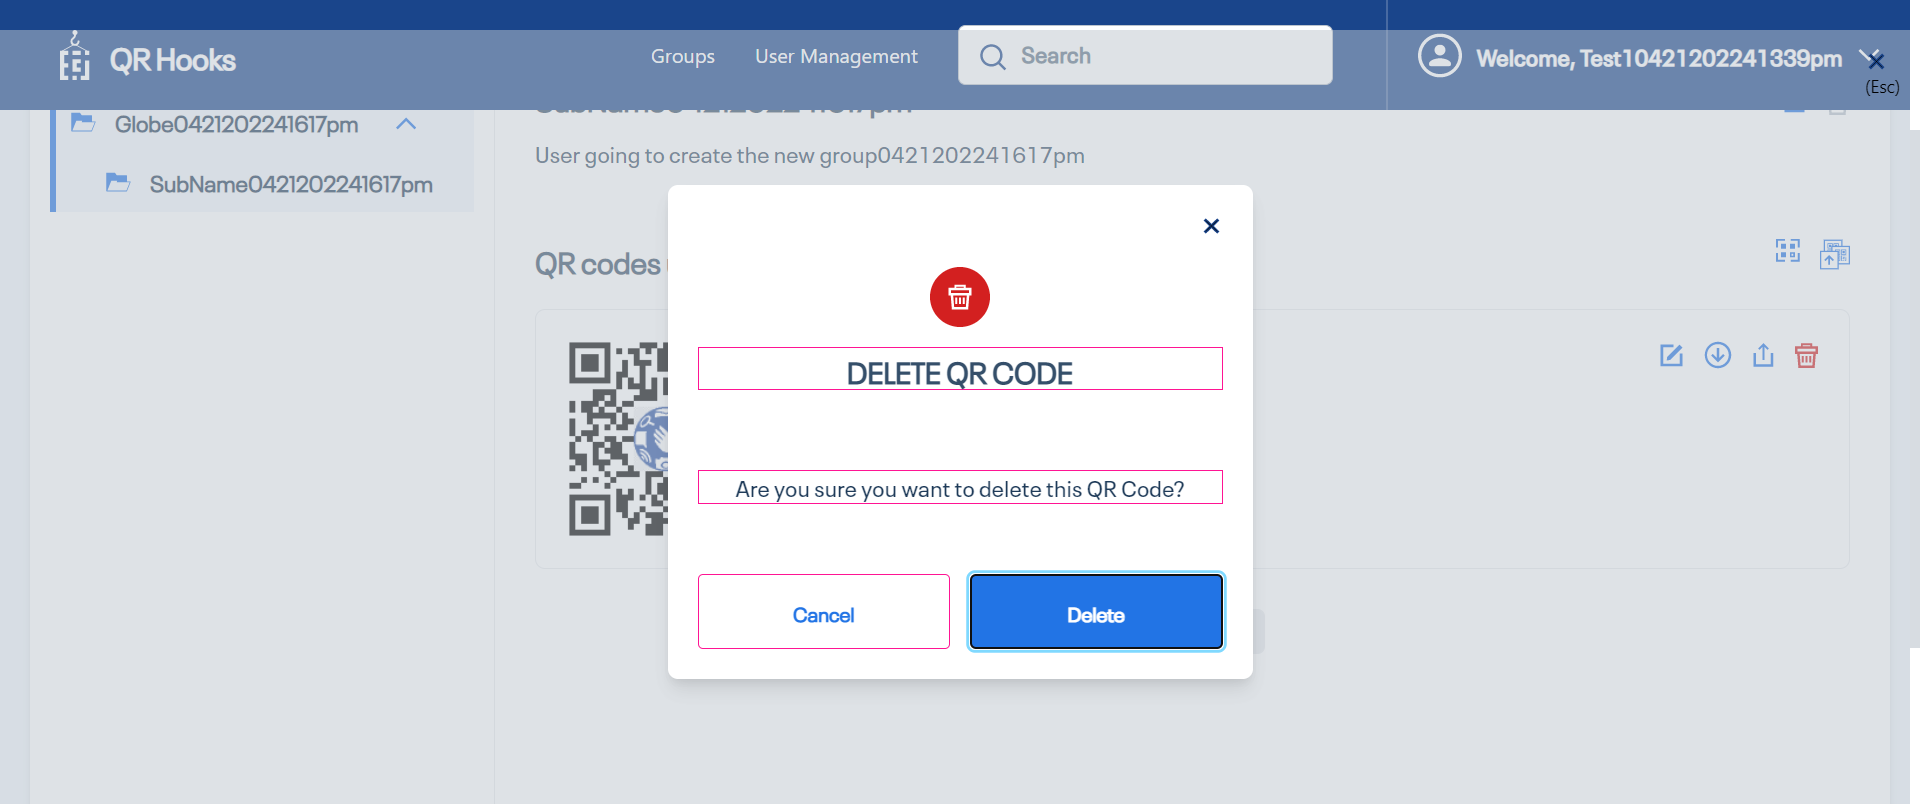 QR Hooks
Groups
User Management
Search
Welcome, Test10421202241339pm
(Esc)
Globe0421202241617pm
SubName0421202241617pm
User going to create the new group0421202241617pm
SubName0421202241617pm
QR codes
DELETE QR CODE
Are you sure you want to delete this QR Code?
Cancel
Delete